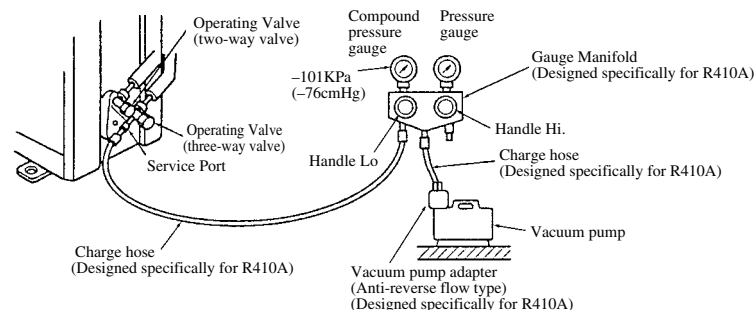 Operating Valve
(two-way valve)
Compound
pressure
gauge
Pressure
gauge
–101KPa
(–76cmHg)
Gauge Manifold
(Designed specifically for R410A)
Operating Valve
(three-way valve)
Service Port
Handle Lo
Handle Hi.
Charge hose
(Designed specifically for R410A)
Charge hose
(Designed specifically for R410A)
Vacuum pump
Vacuum pump adapter
(Anti-reverse flow type)
(Designed specifically for R410A)